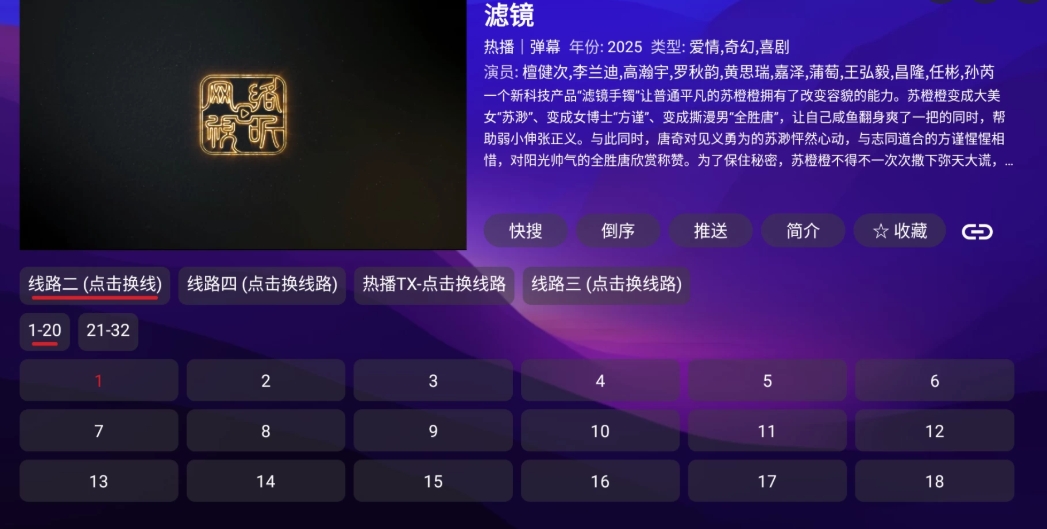 网络
视听
滤镜
热播｜弹幕 年份: 2025 类型: 爱情,奇幻,喜剧
演员: 檀健次,李兰迪,高瀚宇,罗秋韵,黄思瑞,嘉泽,蒲萄,王弘毅,昌隆,任彬,孙芮
一个新科技产品“滤镜手镯”让普通平凡的苏橙橙拥有了改变容貌的能力。苏橙橙变成大美
女“苏渺”、变成女博士“方谨”、变成撕漫男“全胜唐”，让自己咸鱼翻身爽了一把的同时，帮
助弱小伸张正义。与此同时，唐奇对见义勇为的苏渺怦然心动，与志同道合的方谨惺惺相
惜，对阳光帅气的全胜唐欣赏称赞。为了保住秘密，苏橙橙不得不一次次撒下弥天大谎，...
快搜 倒序 推送 简介 ☆ 收藏
线路二 (点击换线) 线路四 (点击换线路) 热播TX-点击换线路 线路三 (点击换线路)
1-20 21-32
1 2 3 4 5 6
7 8 9 10 11 12
13 14 15 16 17 18